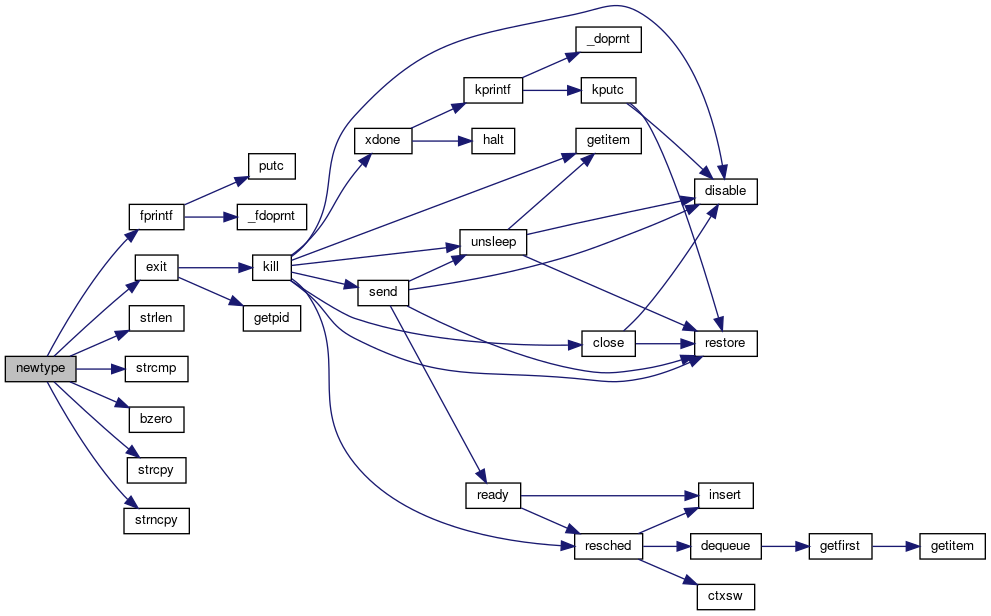 _doprnt
kprintf
kputc
xdone
halt
getitem
putc
disable
fprintf
_fdoprnt
unsleep
exit
kill
send
strlen
getpid
close
restore
newtype
strcmp
bzero
strcpy
ready
insert
strncpy
resched
dequeue
getfirst
getitem
ctxsw